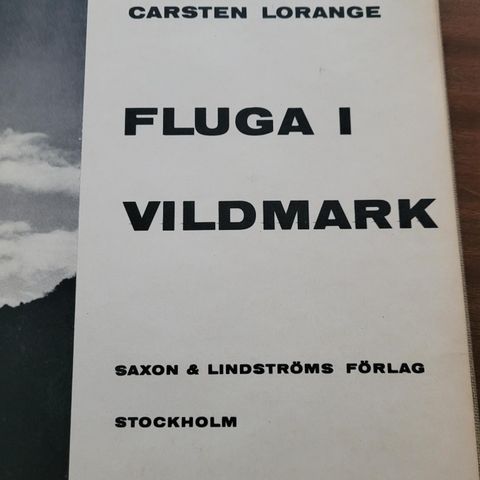 CARSTEN LORANGE
FLUGA I
VILDMARK
SAXON & LINDSTRÖMS FÖRLAG
STOCKHOLM